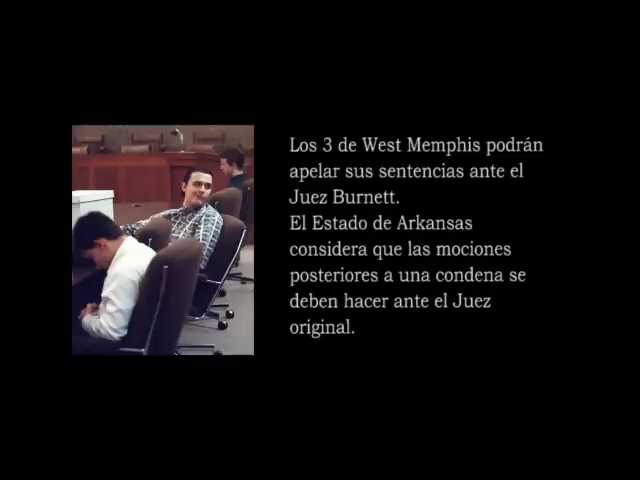 Los 3 de West Memphis podrán
apelar sus sentencias ante el
Juez Burnett.
El Estado de Arkansas
considera que las mociones
posteriores a una condena se
deben hacer ante el Juez
original.